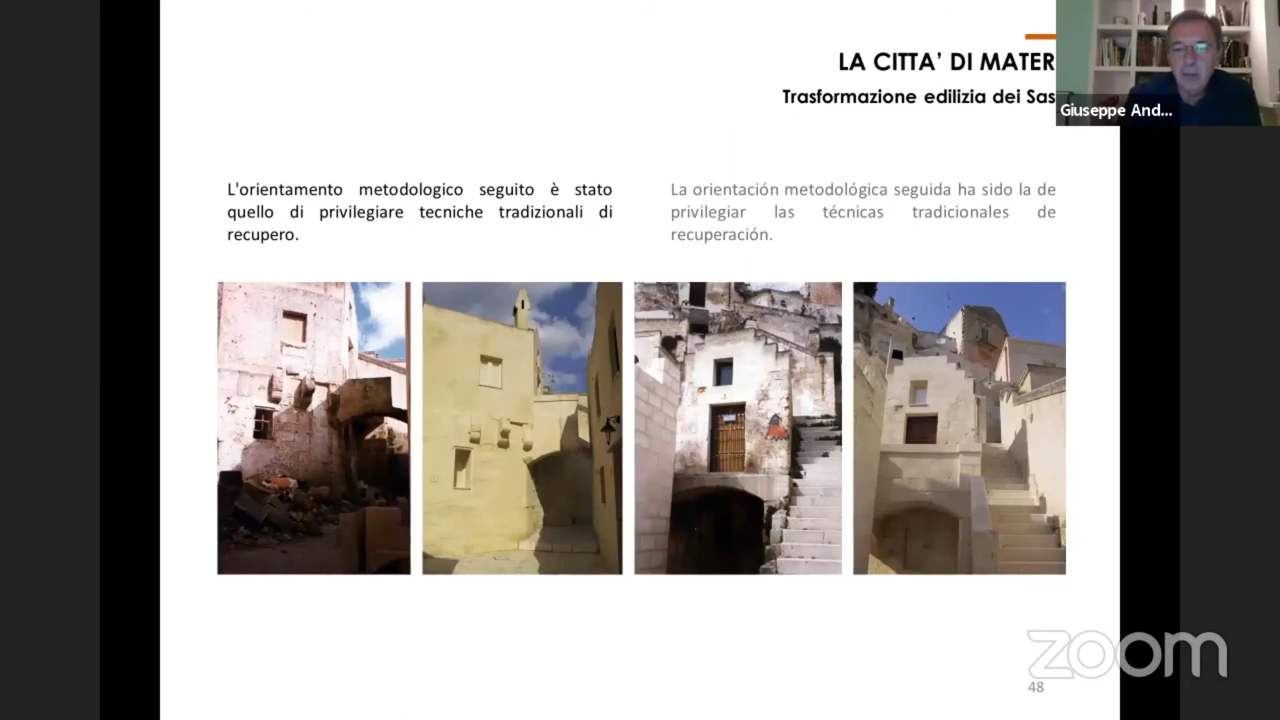 LA CITTA' DI MATER
Trasformazione edilizia dei Sas
Giuseppe And...
L'orientamento metodologico seguito è stato
quello di privilegiare tecniche tradizionali di
recupero.
La orientación metodológica seguida ha sido la de
privilegiar las técnicas tradicionales de
recuperación.
zoom
48